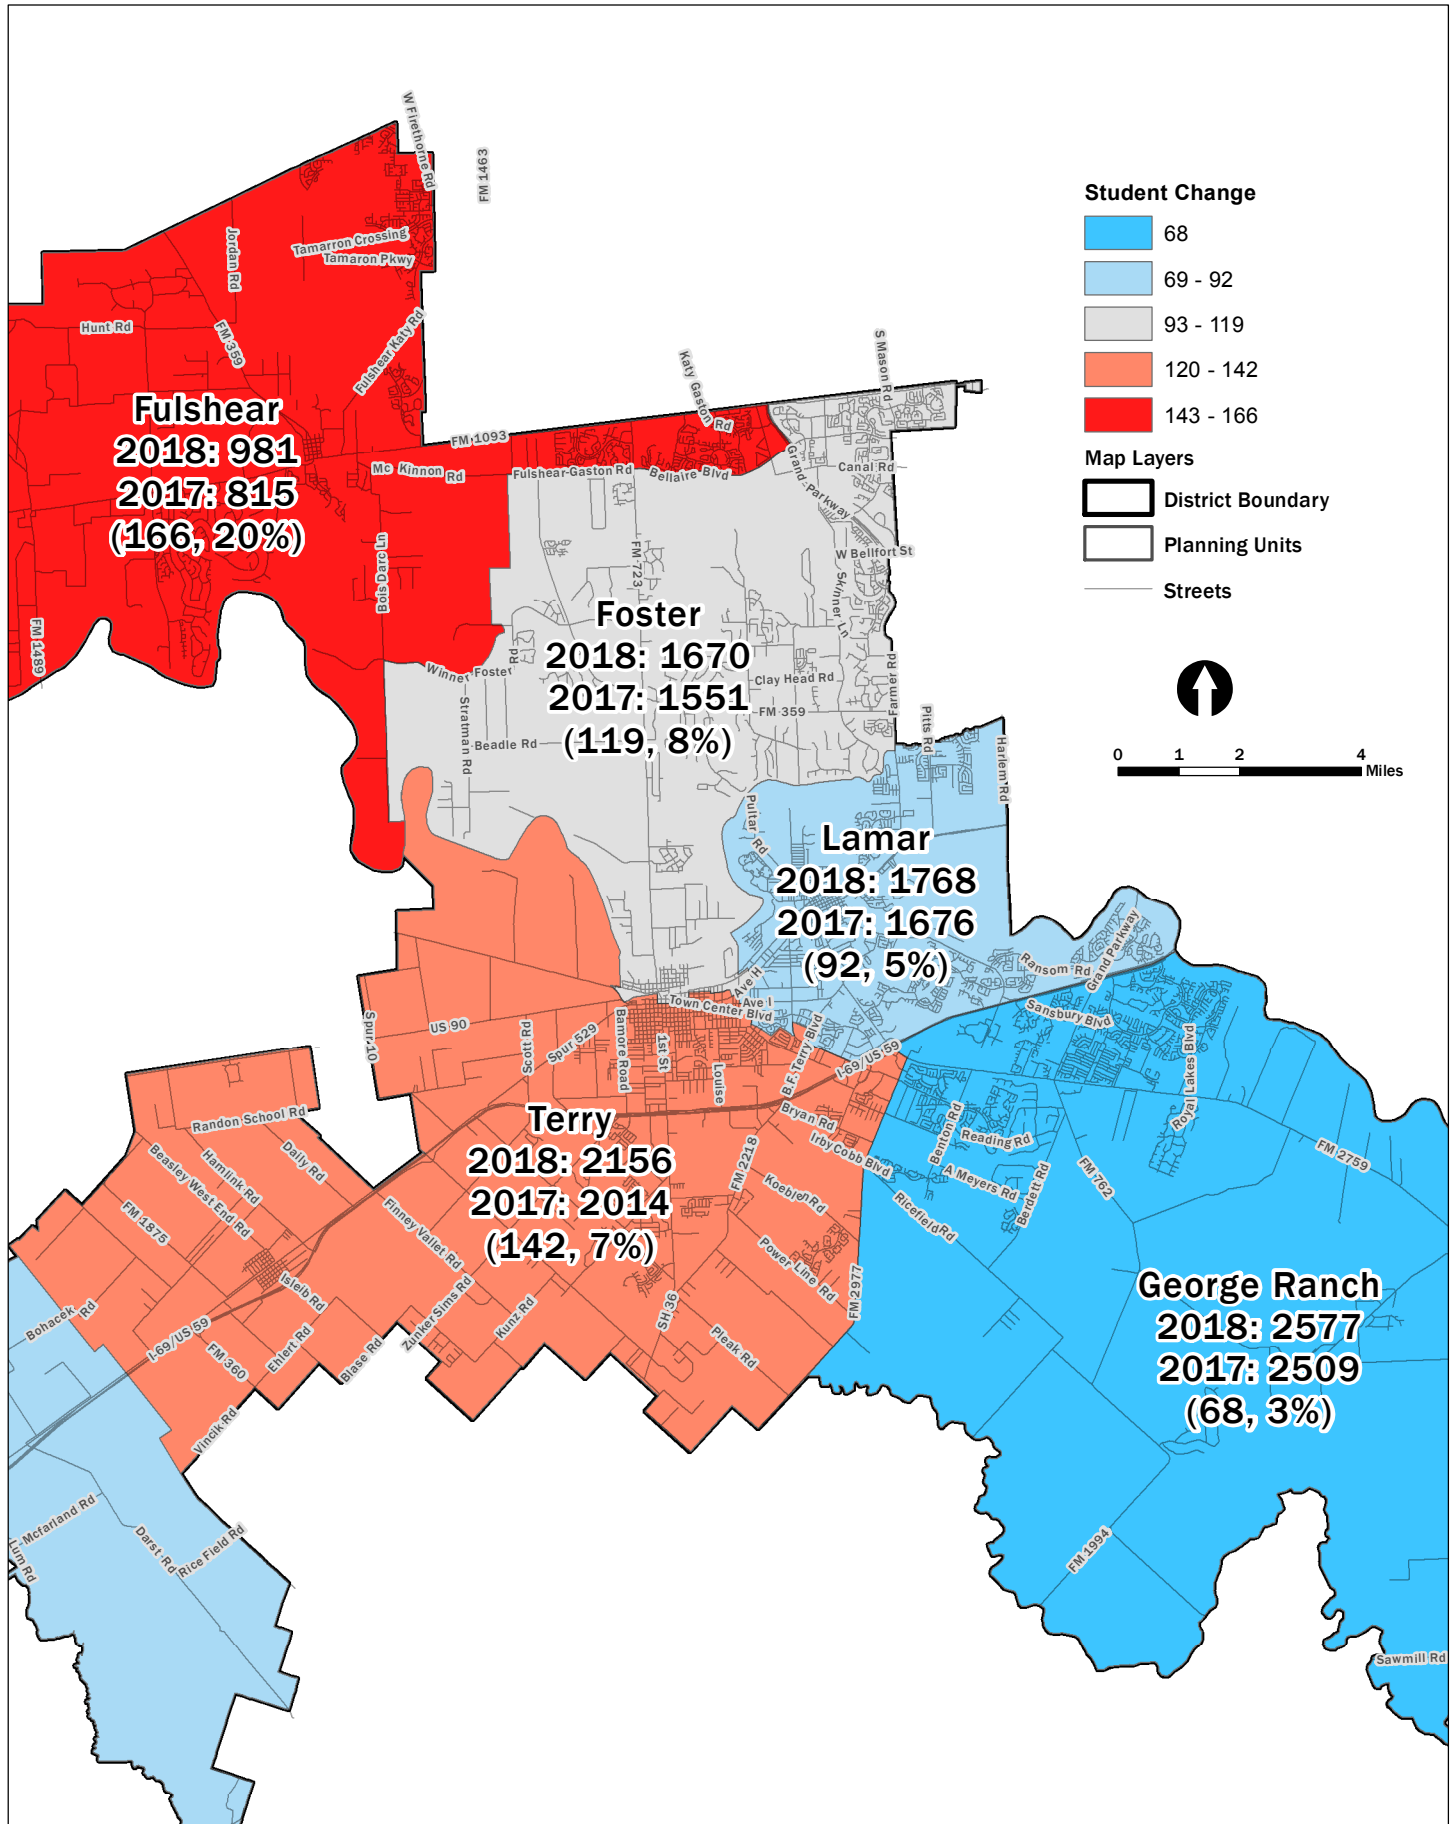 W Firethorne Rd
FM 1463
Student Change
68
69 - 92
93 - 119
120 - 142
143 - 166
Map Layers
District Boundary
Planning Units
Streets
0 1 2 4
Miles
Jordan Rd
Tamarron Crossing
Tamaron Pkwy
Hunt Rd
FM 359
Fulshear Katy Rd
Katy Gaston Rd
S Mason Rd
Fulshear
2018: 981
2017: 815
(166, 20%)
FM 1093
Mc Kinnon Rd
Fulshear-Gaston Rd
Bellaire Blvd
Grand Parkway
Canal Rd
W Bellfort St
Skinner Ln
Bois Darc Ln
FM 723
FM 1489
Foster
2018: 1670
2017: 1551
(119, 8%)
Winner Foster Rd
Clay Head Rd
Farmer Rd
FM 359
Stratman Rd
Beadle Rd
Pitts Rd
Harlem Rd
Pultar Rd
Lamar
2018: 1768
2017: 1676
(92, 5%)
Ransom Rd
Grand Parkway
Ave H
Ave I
Town Center Blvd
Sansbury Blvd
Spur 10
US 90
Scott Rd
Spur 529
Bamore Road
1st St
Louise
B.F. Terry Blvd
I-69/US 59
Royal Lakes Blvd
Randon School Rd
Daily Rd
Hamlink Rd
Beasley West End Rd
FM 1875
Terry
2018: 2156
2017: 2014
(142, 7%)
Bryan Rd
Irby Cobb Blvd
Benton Rd
Reading Rd
A Meyers Rd
Berdett Rd
FM 762
FM 2759
FM 2218
Koeblen Rd
Ricefield Rd
Finney Vallet Rd
Power Line Rd
FM 2977
Isleib Rd
Zunker Sims Rd
Kunz Rd
SH 36
Pleak Rd
Bohacek Rd
I-69/US 59
FM 360
Ehlert Rd
Blase Rd
Vincik Rd
George Ranch
2018: 2577
2017: 2509
(68, 3%)
Mcfarland Rd
Lum Rd
Darst Rd
Rice Field Rd
FM 1994
Sawmill Rd